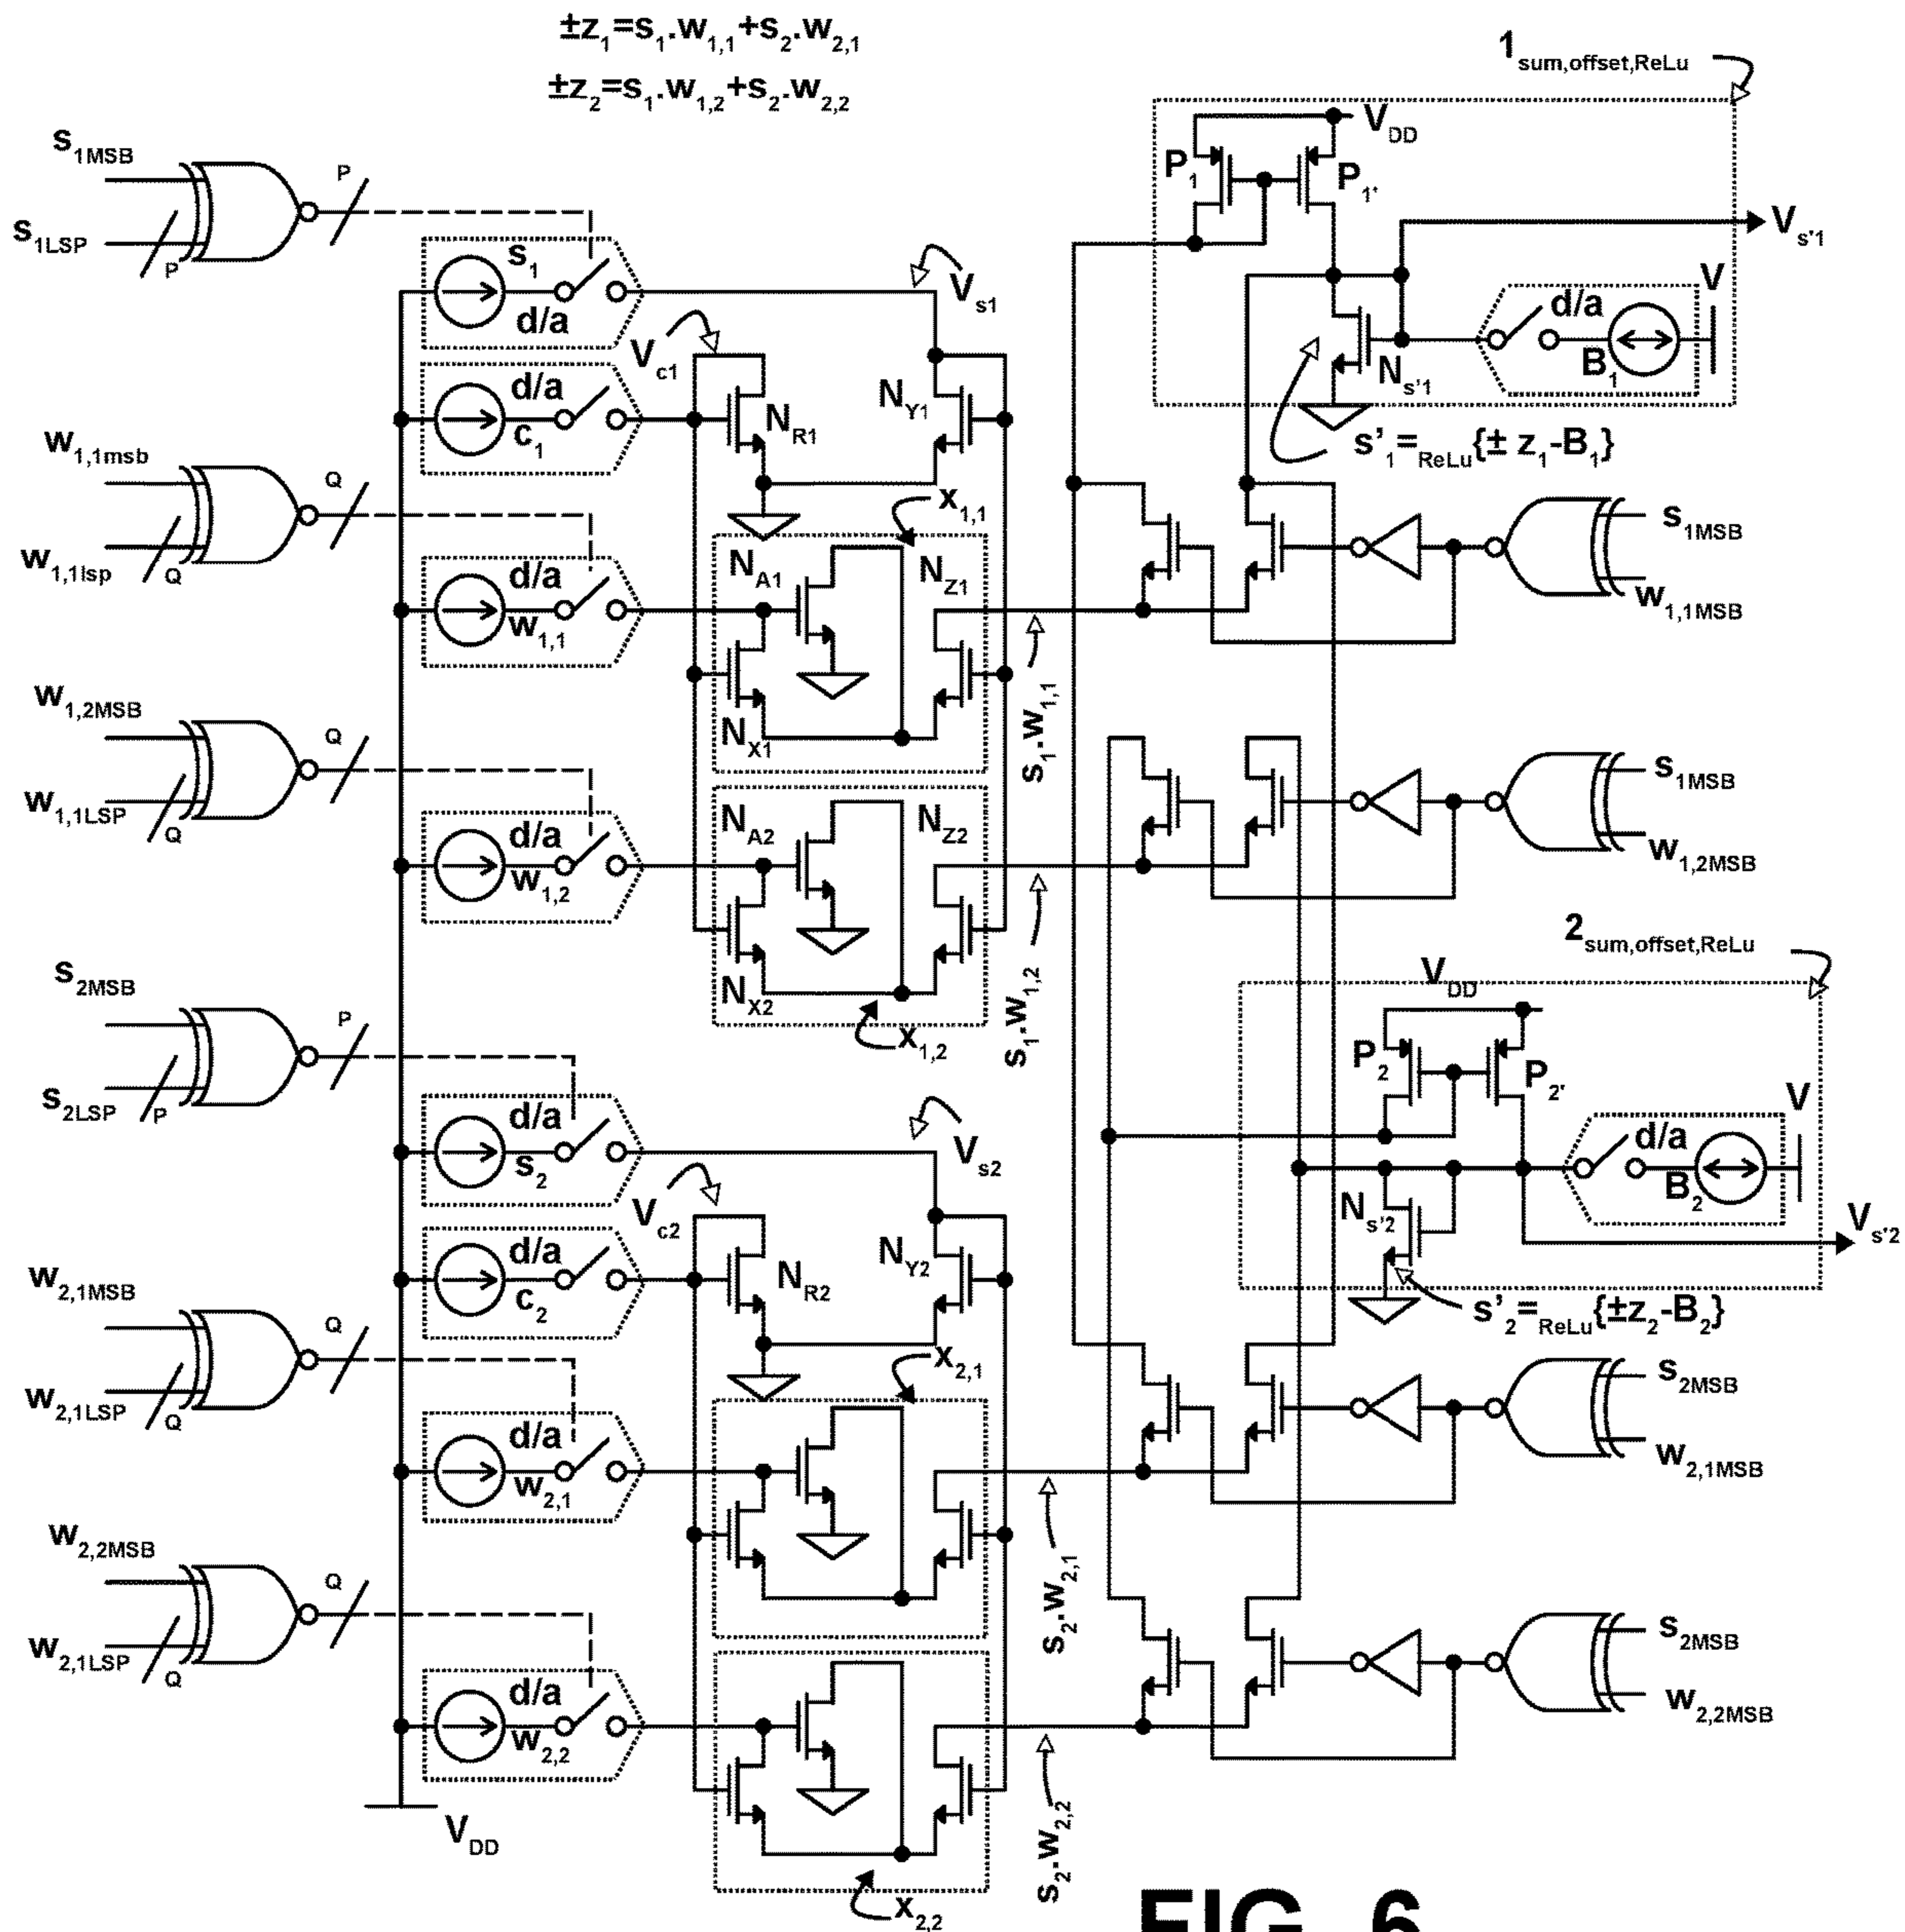 ±z1=s1.w1,1+s2.w2,1
±z2=s1.w1,2+s2.w2,2
1sum,offset,ReLu
s1MSB
P
s1LSP
P
s1
d/a
Vs1
Vc1
d/a
c1
NR1
NY1
VDD
P1
P1'
Vs'1
V
d/a
B1
Ns'1
s'1=ReLu{± z1-B1}
w1,1msb
Q
w1,1lsp
Q
d/a
w1,1
x1,1
NA1
NZ1
NX1
s1.w1,1
s1MSB
w1,1MSB
w1,2MSB
Q
w1,1LSP
Q
d/a
w1,2
NA2
NZ2
NX2
x1,2
s1.w1,2
s1MSB
w1,2MSB
2sum,offset,ReLu
s2MSB
P
s2LSP
P
d/a
s2
Vs2
Vc2
d/a
c2
NR2
NY2
VDD
P2
P2'
V
d/a
B2
Ns'2
Vs'2
s'2=ReLu{±z2-B2}
w2,1MSB
Q
w2,1LSP
Q
d/a
w2,1
x2,1
s2.w2,1
s2MSB
w2,1MSB
w2,2MSB
Q
w2,1LSP
Q
d/a
w2,2
x2,2
s2.w2,2
s2MSB
w2,2MSB
VDD
FIG. 6